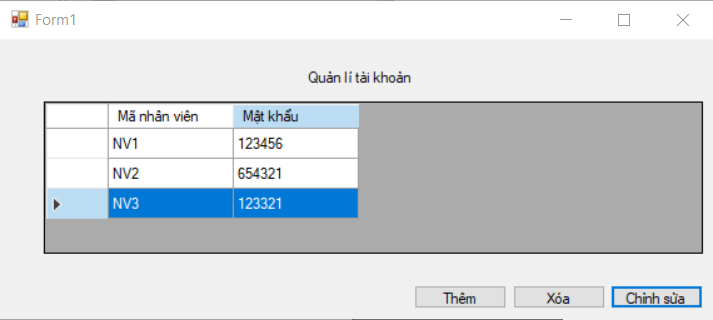 Form1
Quản lí tài khoản
Mã nhân viên Mật khẩu
NV1 123456
NV2 654321
NV3 123321
Thêm Xóa Chỉnh sửa